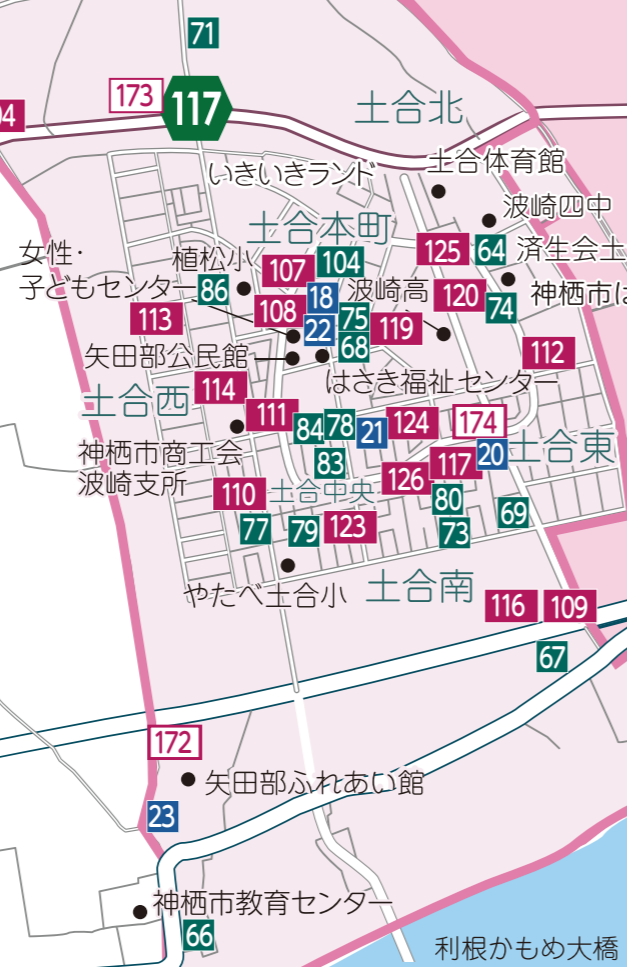 71
173
117
04
土合北
いきいきランド
土合体育館
波崎四中
土合本町
125
64
済生会土
女性・
子どもセンター
植松小
107
104
86
18
波崎高
120
74
神栖市は
113
108
22
75
119
68
112
矢田部公民館
はさき福祉センター
土合西
114
111
84
78
21
124
174
20
土合東
神栖市商工会
波崎支所
83
117
126
110
土合中央
80
69
77
79
123
73
やたべ土合小
土合南
116
109
67
172
矢田部ふれあい館
23
神栖市教育センター
66
利根かもめ大橋